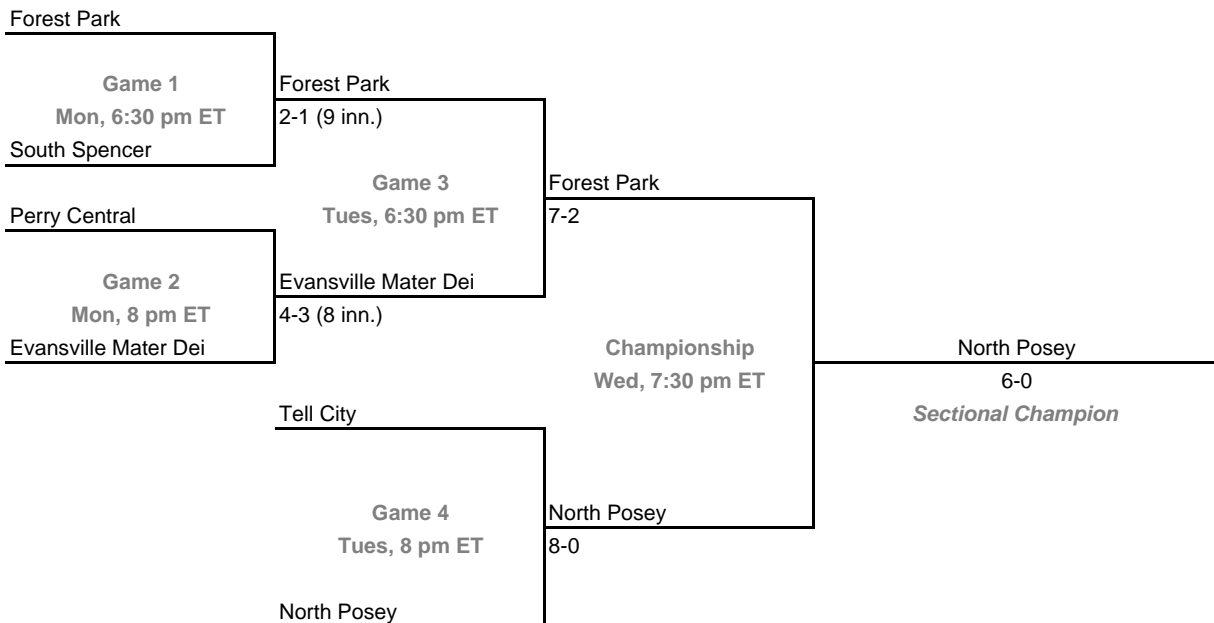 Forest Park
Game 1
Mon, 6:30 pm ET
South Spencer
Forest Park
2-1 (9 inn.)
Perry Central
Game 2
Mon, 8 pm ET
Evansville Mater Dei
Evansville Mater Dei
4-3 (8 inn.)
Game 3
Tues, 6:30 pm ET
Forest Park
7-2
Tell City
Game 4
Tues, 8 pm ET
North Posey
North Posey
8-0
Championship
Wed, 7:30 pm ET
North Posey
6-0
Sectional Champion